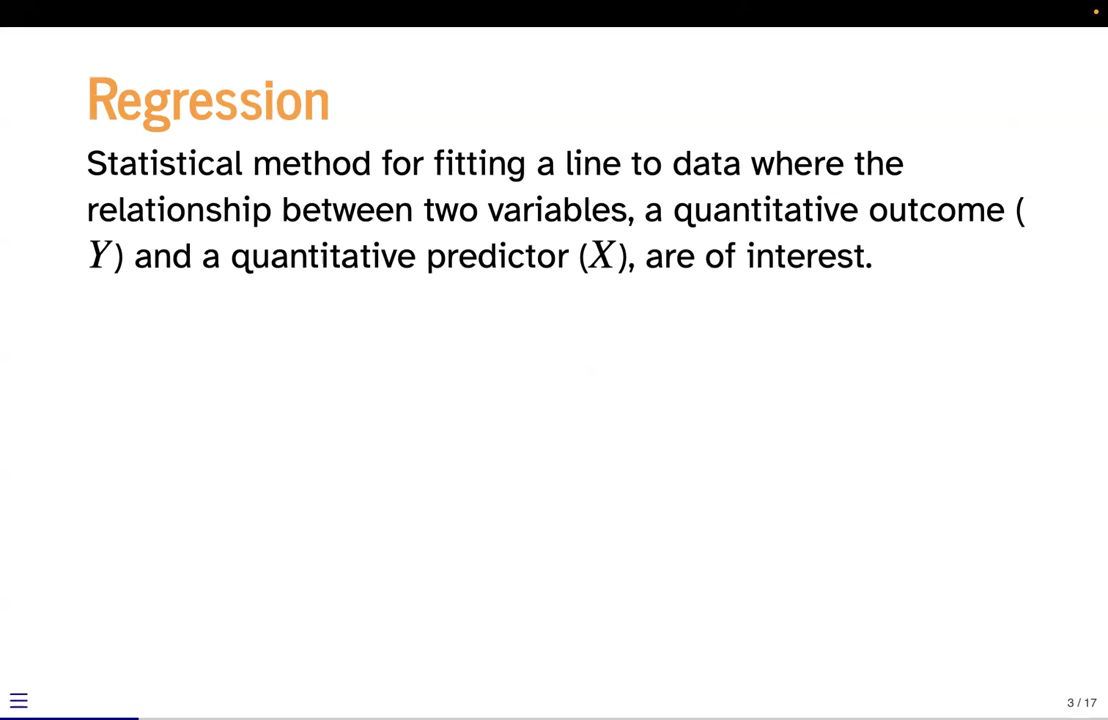 Regression
Statistical method for fitting a line to data where the
relationship between two variables, a quantitative outcome (
Y) and a quantitative predictor (X), are of interest.
3 / 17